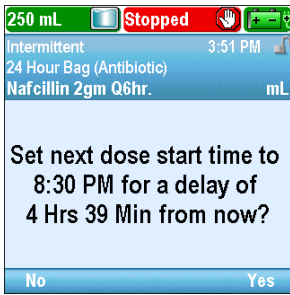 250 mL Stopped
Intermittent 3:51 PM
24 Hour Bag (Antibiotic)
Nafcillin 2gm Q6hr. mL
Set next dose start time to
8:30 PM for a delay of
4 Hrs 39 Min from now?
No Yes